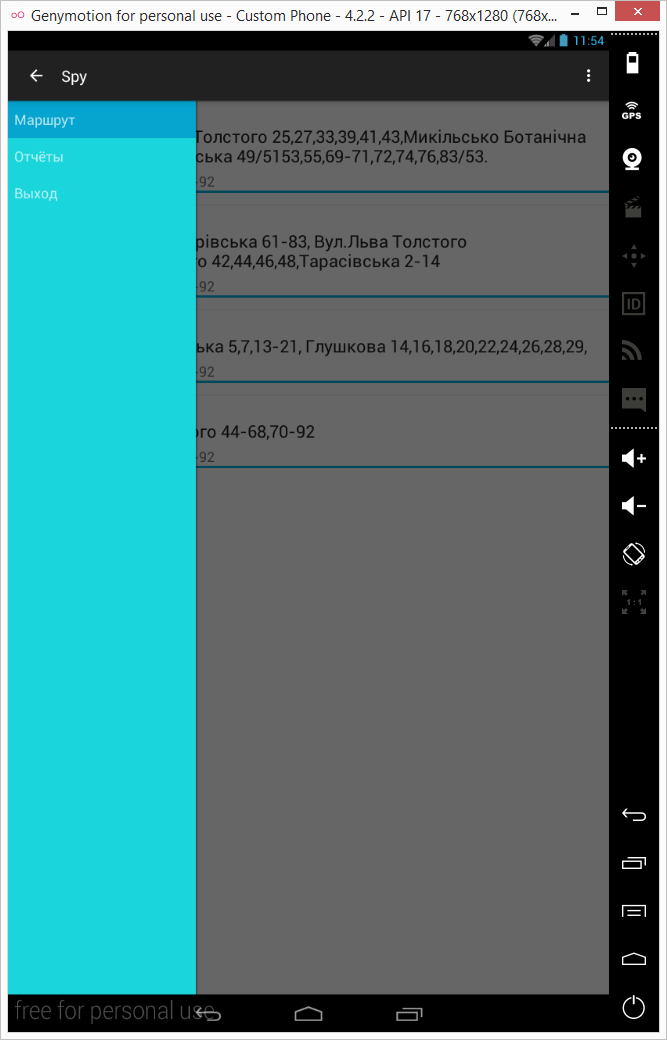 Genymotion for personal use - Custom Phone - 4.2.2 - API 17 - 768x1280 (768x...
11:54
Spy
GPS
Маршрут
Отчёты
Выход
Толстого 25,27,33,39,41,43,Микільсько Ботанічна
ська 49/5153,55,69-71,72,74,76,83/53.
-92
рівська 61-83, Вул.Льва Толстого
го 42,44,46,48,Тарасівська 2-14
-92
ька 5,7,13-21, Глушкова 14,16,18,20,22,24,26,28,29,
-92
ого 44-68,70-92
-92
ID
1:1
free for personal use